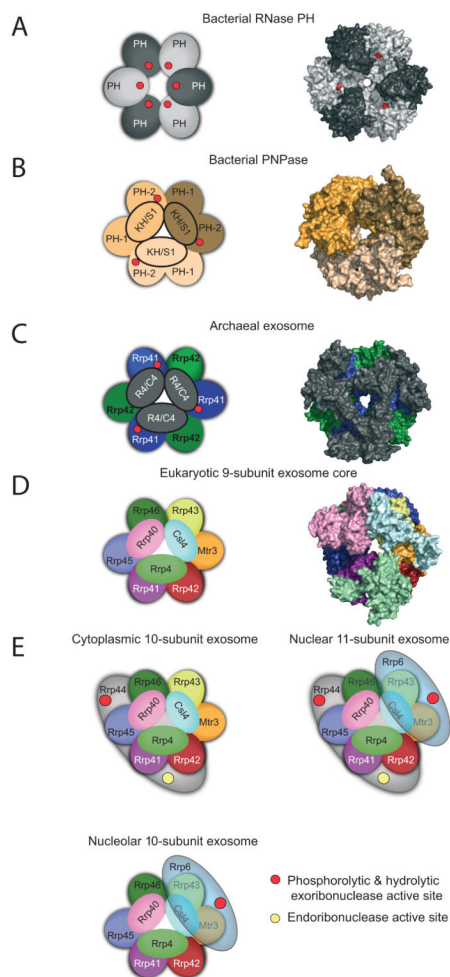 A
Bacterial RNase PH
PH
PH
PH
PH
PH
PH
B
Bacterial PNPase
PH-2
PH-1
KH/S1
KH/S1
PH-1
PH-2
KH/S1
PH-2
PH-1
C
Archaeal exosome
Rrp41
Rrp42
R4/C4
R4/C4
Rrp42
Rrp41
R4/C4
Rrp41
Rrp42
D
Eukaryotic 9-subunit exosome core
Rrp46
Rrp43
Rrp40
Csl4
Rrp45
Mtr3
Rrp4
Rrp41
Rrp42
E
Cytoplasmic 10-subunit exosome
Rrp44
Rrp46
Rrp43
Rrp40
Csl4
Rrp45
Mtr3
Rrp4
Rrp41
Rrp42
Nuclear 11-subunit exosome
Rrp6
Rrp44
Rrp46
Rrp43
Rrp40
Csl4
Rrp45
Mtr3
Rrp4
Rrp41
Rrp42
Nucleolar 10-subunit exosome
Rrp6
Rrp46
Rrp43
Rrp40
Csl4
Rrp45
Mtr3
Rrp4
Rrp41
Rrp42
Phosphorolytic & hydrolytic
exoribonuclease active site
Endoribonuclease active site